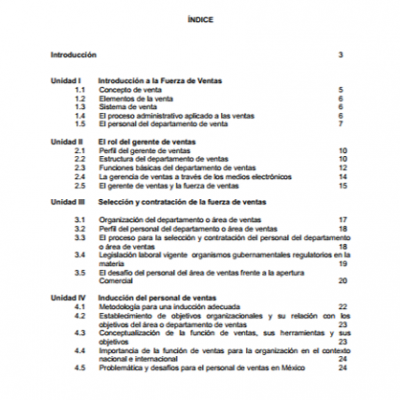 ÍNDICE
Introducción 3
Unidad I Introducción a la Fuerza de Ventas
1.1 Concepto de venta 5
1.2 Elementos de la venta 6
1.3 Sistema de venta 6
1.4 El proceso administrativo aplicado a las ventas 6
1.5 El personal del departamento de venta 7
Unidad II El rol del gerente de ventas
2.1 Perfil del gerente de ventas 10
2.2 Estructura del departamento de ventas 10
2.3 Funciones básicas del departamento de ventas 12
2.4 La gerencia de ventas a través de los medios electrónicos 14
2.5 El gerente de ventas y la fuerza de ventas 15
Unidad III Selección y contratación de la fuerza de ventas
3.1 Organización del departamento o área de ventas 17
3.2 Perfil del personal del departamento o área de ventas 18
3.3 El proceso para la selección y contratación del personal del departamento
o área de ventas 18
3.4 Legislación laboral vigente organismos gubernamentales regulatorios en la
materia 19
3.5 El desafío del personal del área de ventas frente a la apertura
Comercial 20
Unidad IV Inducción del personal de ventas
4.1 Metodología para una inducción adecuada 22
4.2 Establecimiento de objetivos organizacionales y su relación con los
objetivos del área o departamento de ventas 23
4.3 Conceptualización de la función de ventas, sus herramientas y sus
objetivos 23
4.4 Importancia de la función de ventas para la organización en el contexto
nacional e internacional 24
4.5 Problemática y desafíos para el personal de ventas en México 24